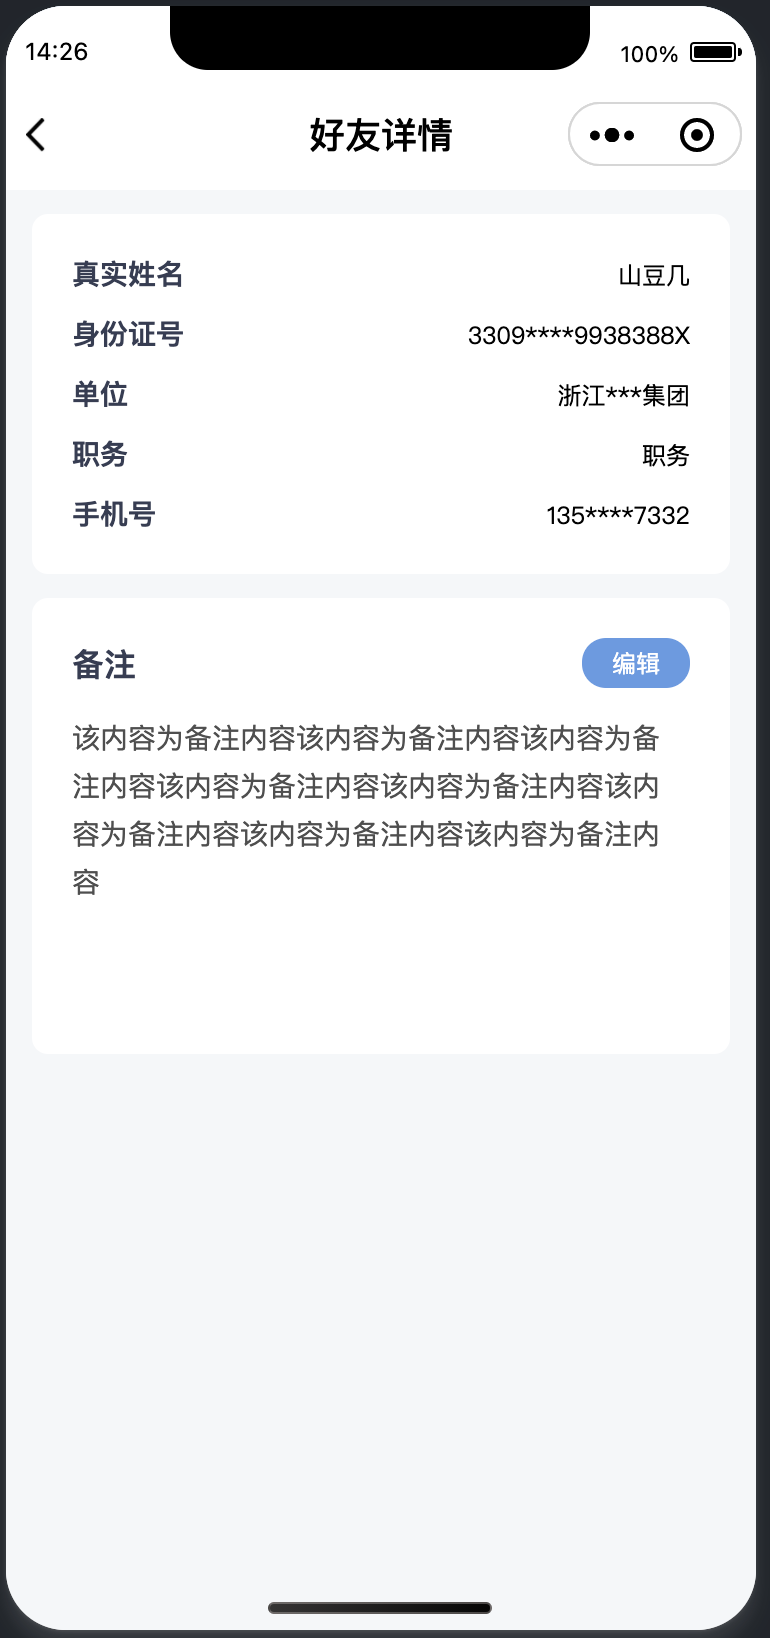 14:26
100%
好友详情
真实姓名 山豆几
身份证号 3309****9938388X
单位 浙江***集团
职务 职务
手机号 135****7332
备注 编辑
该内容为备注内容该内容为备注内容该内容为备
注内容该内容为备注内容该内容为备注内容该内
容为备注内容该内容为备注内容该内容为备注内
容